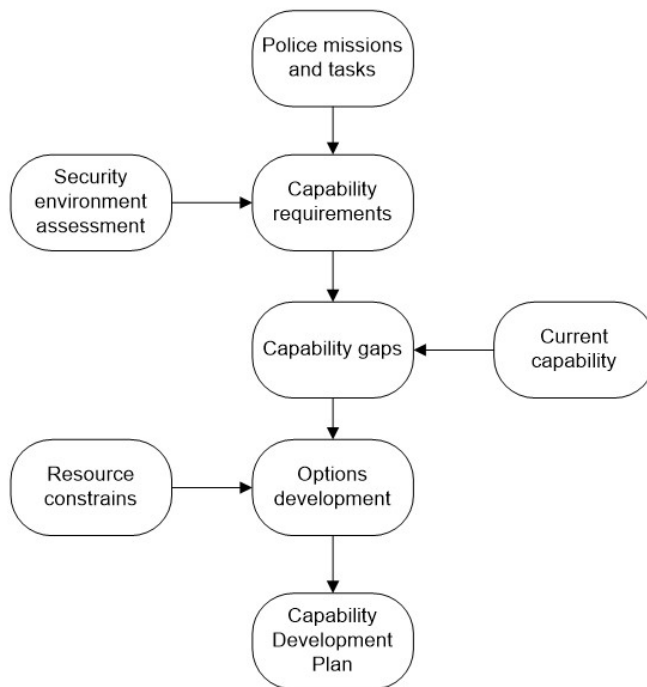 Police missions
and tasks
Security
environment
assessment
Capability
requirements
Capability gaps
Current
capability
Resource
constrains
Options
development
Capability
Development
Plan